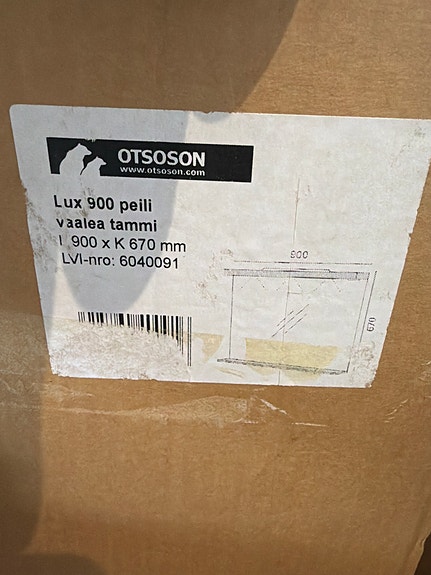 OTSOSON
www.otsoson.com
Lux 900 peili
vaalea tammi
900 x K 670 mm
LVI-nro: 6040091
900
670